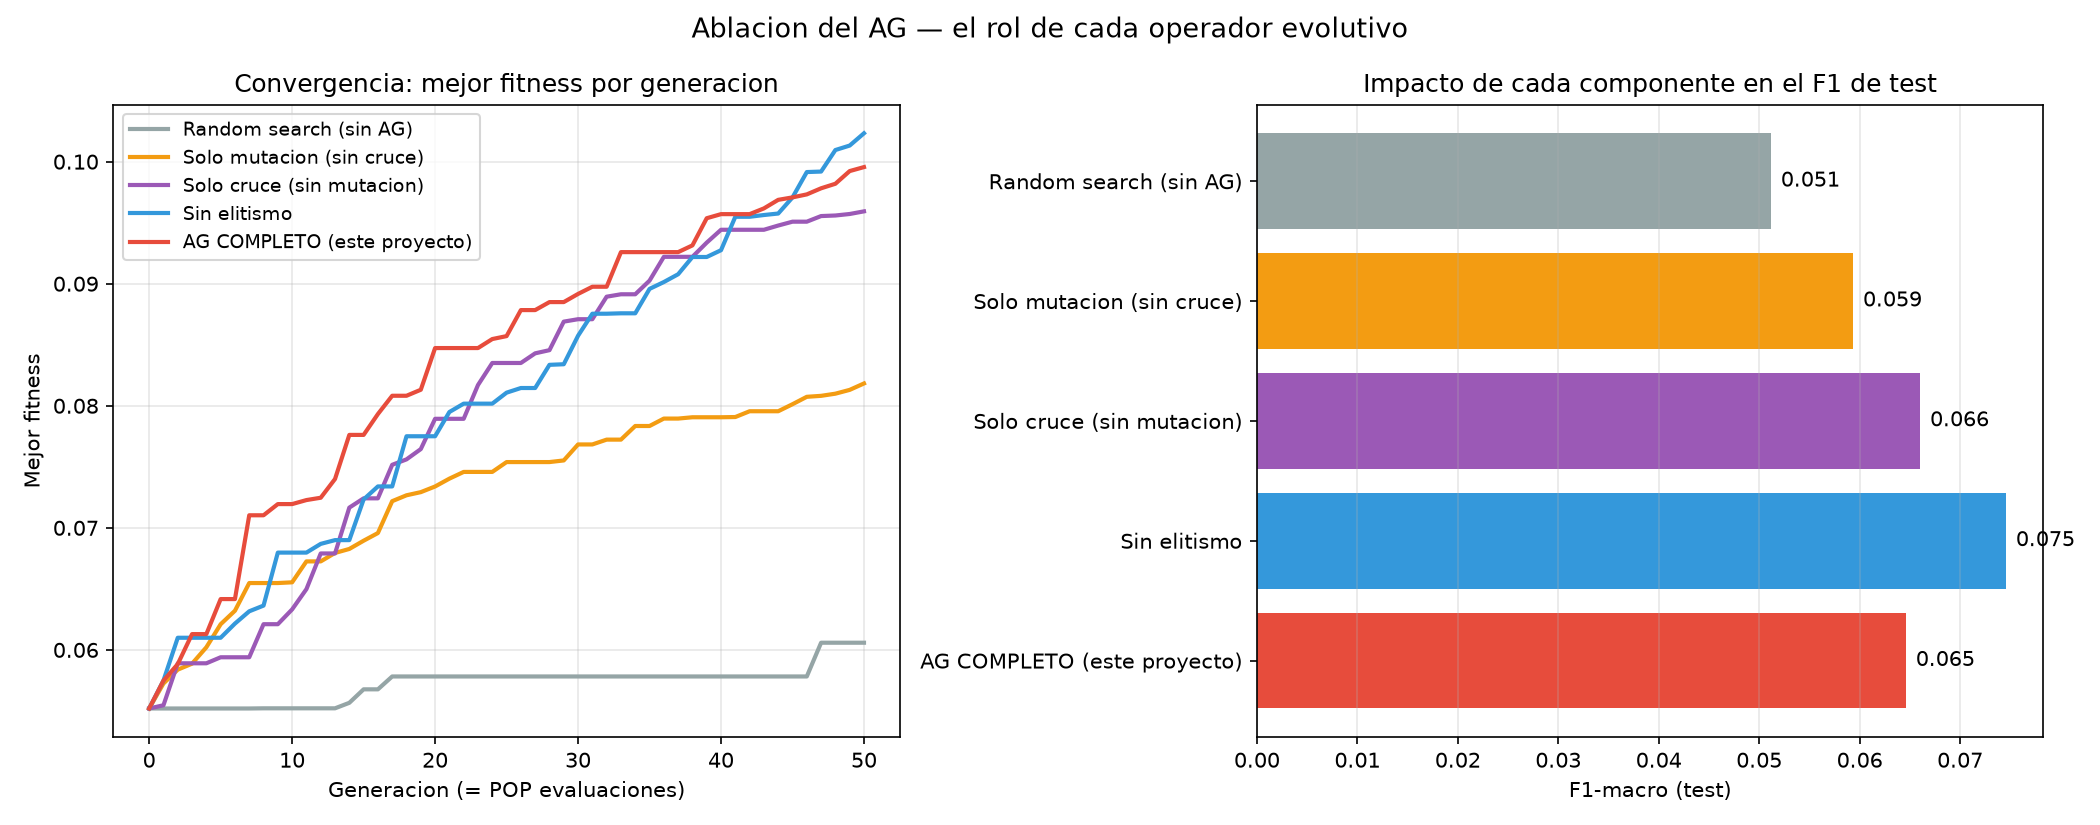 Ablacion del AG — el rol de cada operador evolutivo
Convergencia: mejor fitness por generacion
Random search (sin AG)
Solo mutacion (sin cruce)
Solo cruce (sin mutacion)
Sin elitismo
AG COMPLETO (este proyecto)
Mejor fitness
0.10
0.09
0.08
0.07
0.06
0 10 20 30 40 50
Generacion (= POP evaluaciones)
Impacto de cada componente en el F1 de test
Random search (sin AG) 0.051
Solo mutacion (sin cruce) 0.059
Solo cruce (sin mutacion) 0.066
Sin elitismo 0.075
AG COMPLETO (este proyecto) 0.065
0.00 0.01 0.02 0.03 0.04 0.05 0.06 0.07
F1-macro (test)